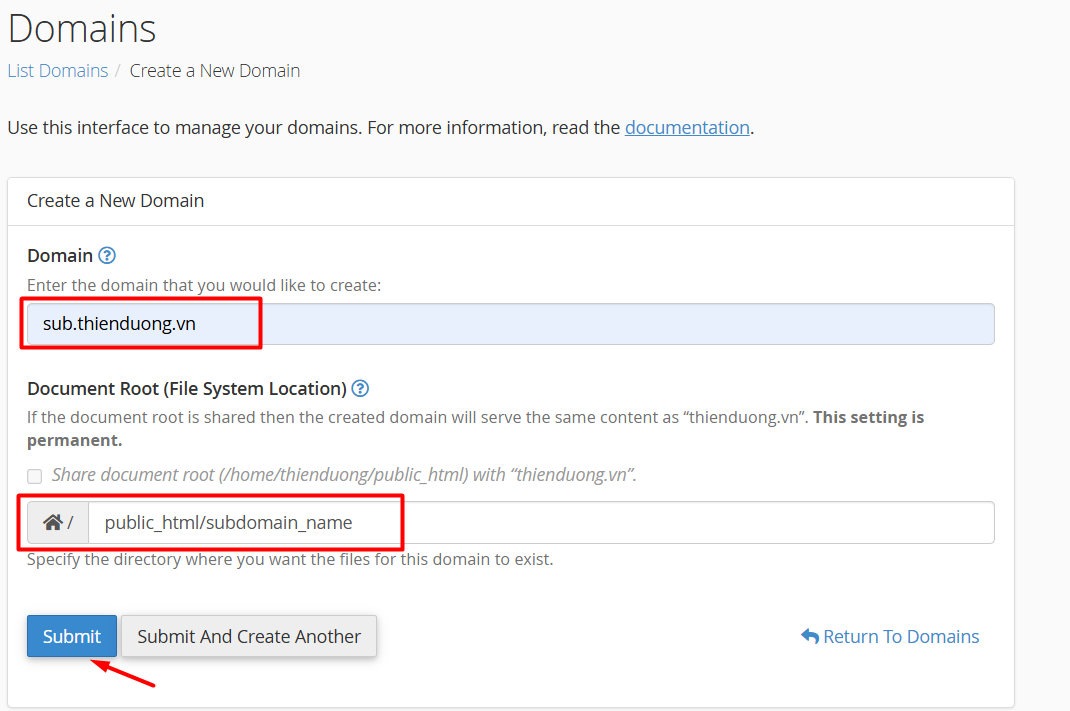 Domains
List Domains / Create a New Domain
Use this interface to manage your domains. For more information, read the documentation.
Create a New Domain
Domain ?
Enter the domain that you would like to create:
sub.thienduong.vn
Document Root (File System Location) ?
If the document root is shared then the created domain will serve the same content as “thienduong.vn”. This setting is
permanent.
Share document root (/home/thienduong/public_html) with “thienduong.vn”.
/ public_html/subdomain_name
Specify the directory where you want the files for this domain to exist.
Submit Submit And Create Another Return To Domains